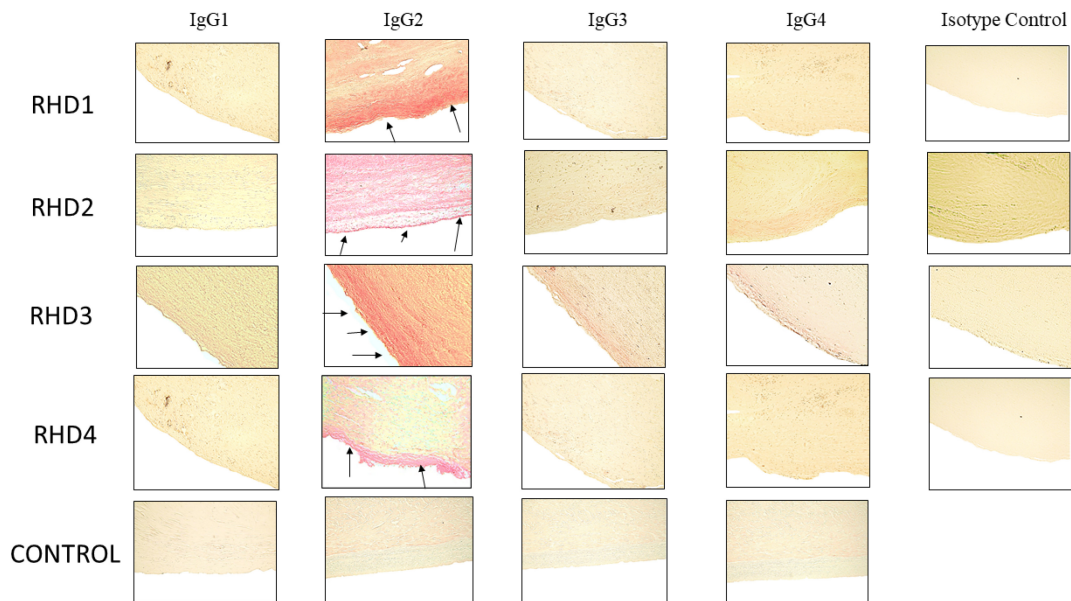 IgG1 IgG2 IgG3 IgG4 Isotype Control
RHD1
RHD2
RHD3
RHD4
CONTROL